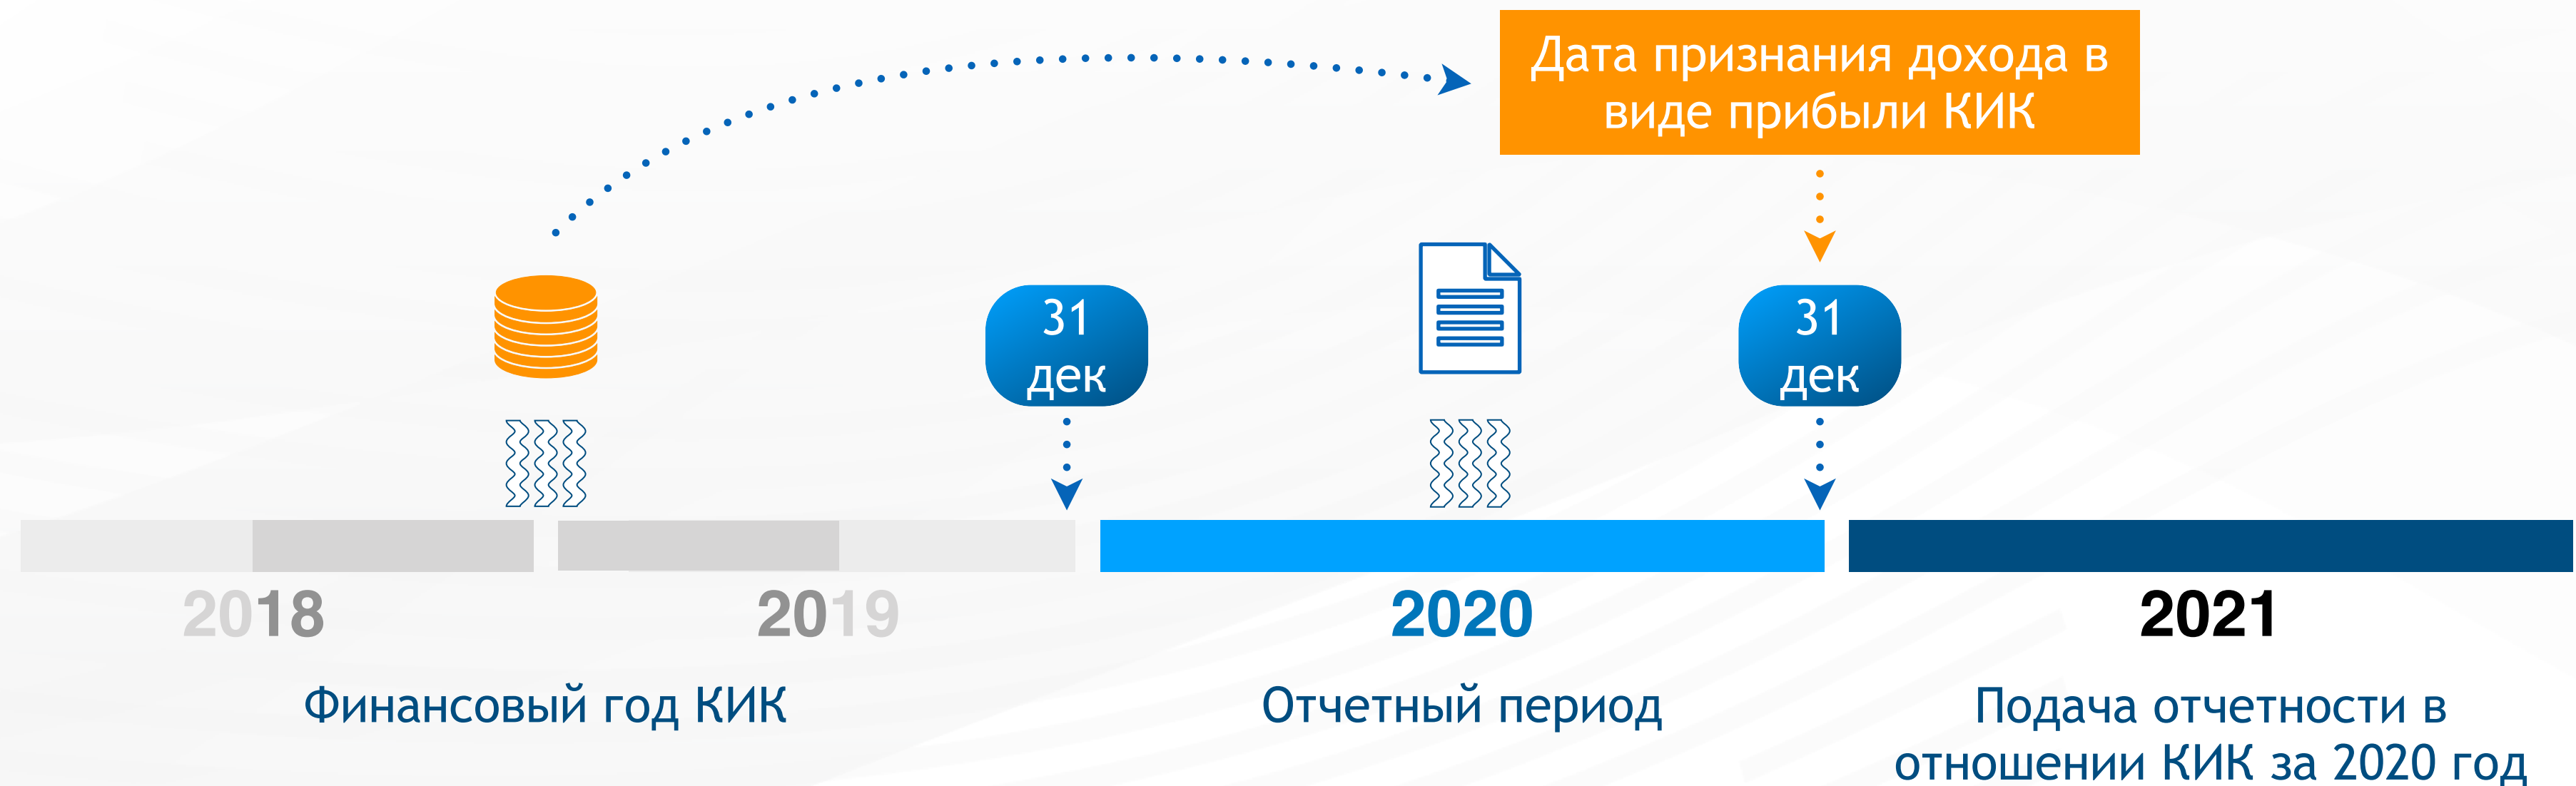 Дата признания дохода в
виде прибыли КИК
31
дек
31
дек
2018
2019
2020
2021
Финансовый год КИК
Отчетный период
Подача отчетности в
отношении КИК за 2020 год